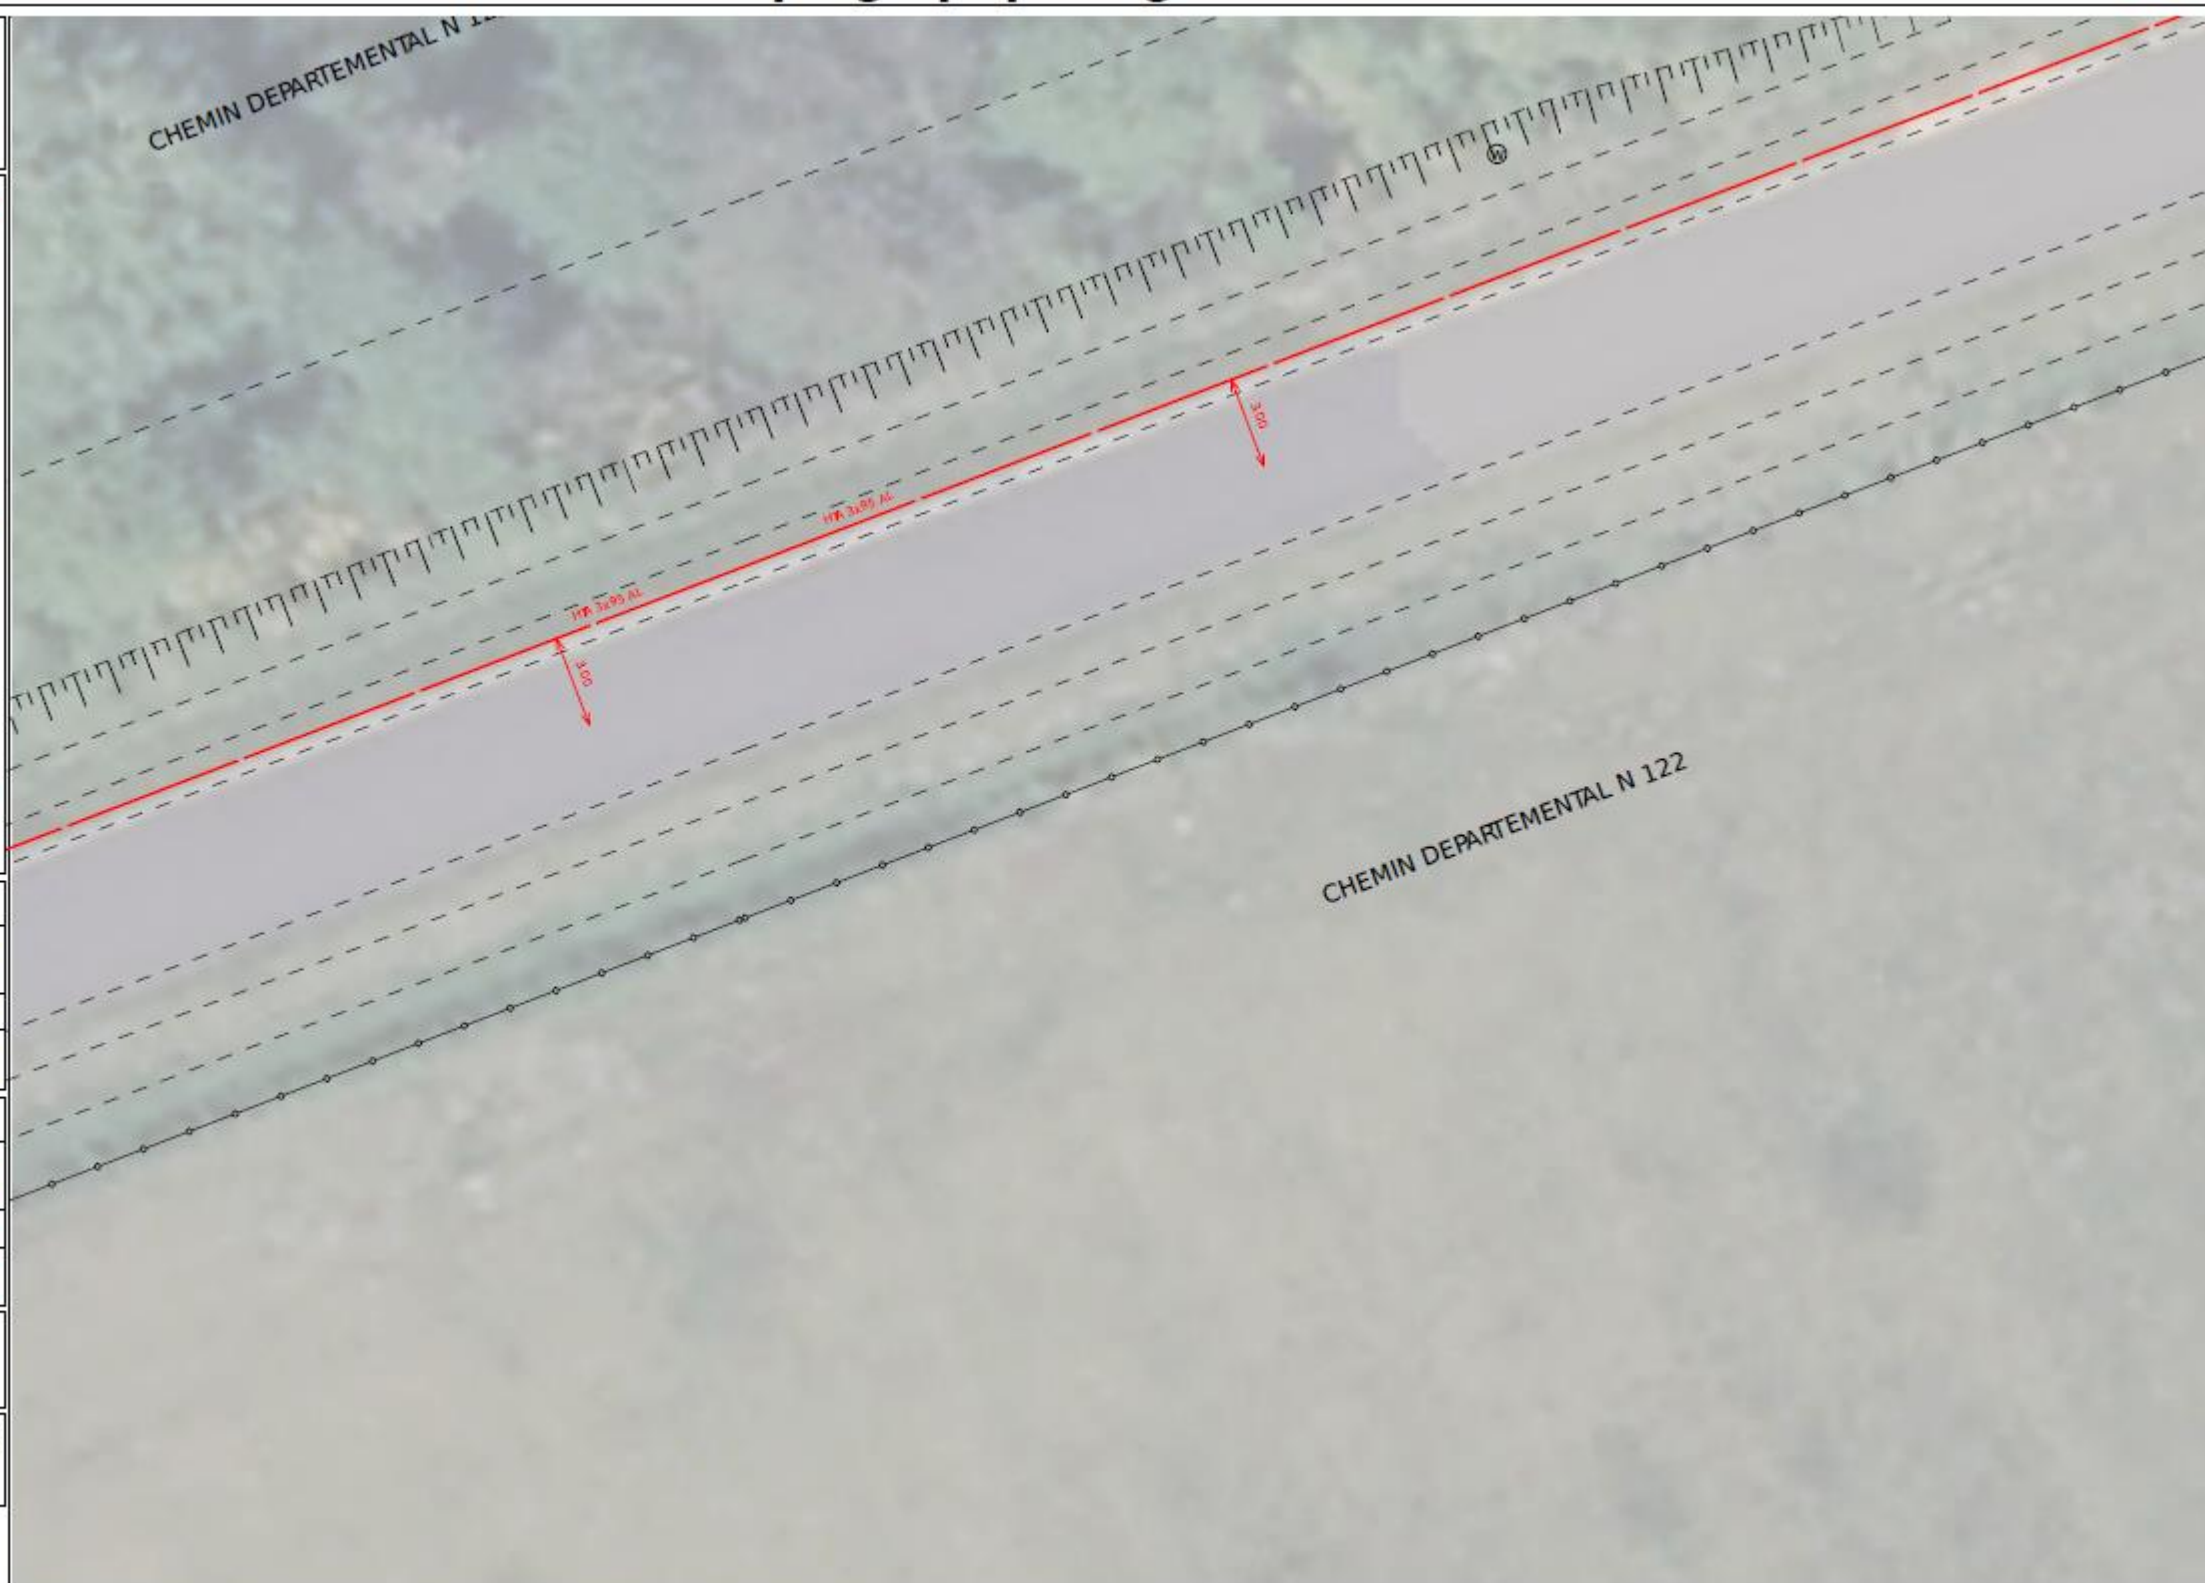 CHEMIN DEPARTEMENTAL N
3.00
HTA 3x95 AL
HTA 3x95 AL
3.00
CHEMIN DEPARTEMENTAL N 122